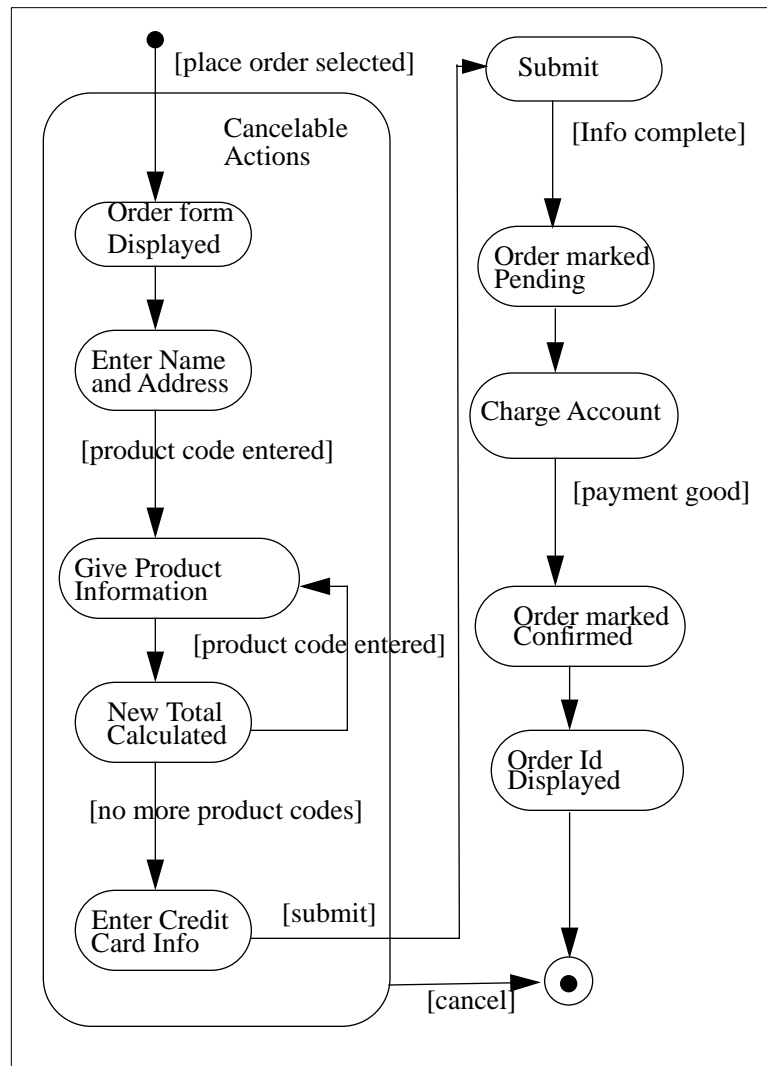 [place order selected]
Cancelable
Actions
Order form
Displayed
Enter Name
and Address
[product code entered]
Give Product
Information
[product code entered]
New Total
Calculated
[no more product codes]
Enter Credit
Card Info
[submit]
[cancel]
Submit
[Info complete]
Order marked
Pending
Charge Account
[payment good]
Order marked
Confirmed
Order Id
Displayed